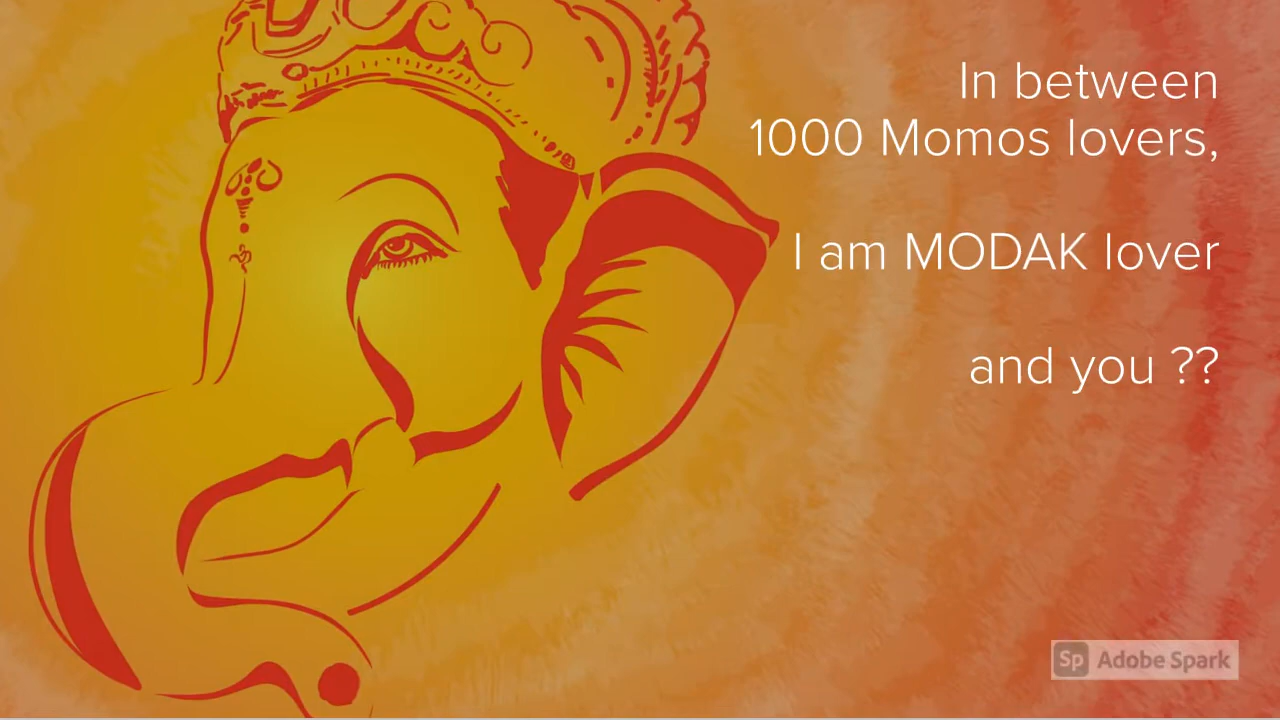 In between
1000 Momos lovers,
I am MODAK lover
and you ??
Sp Adobe Spark